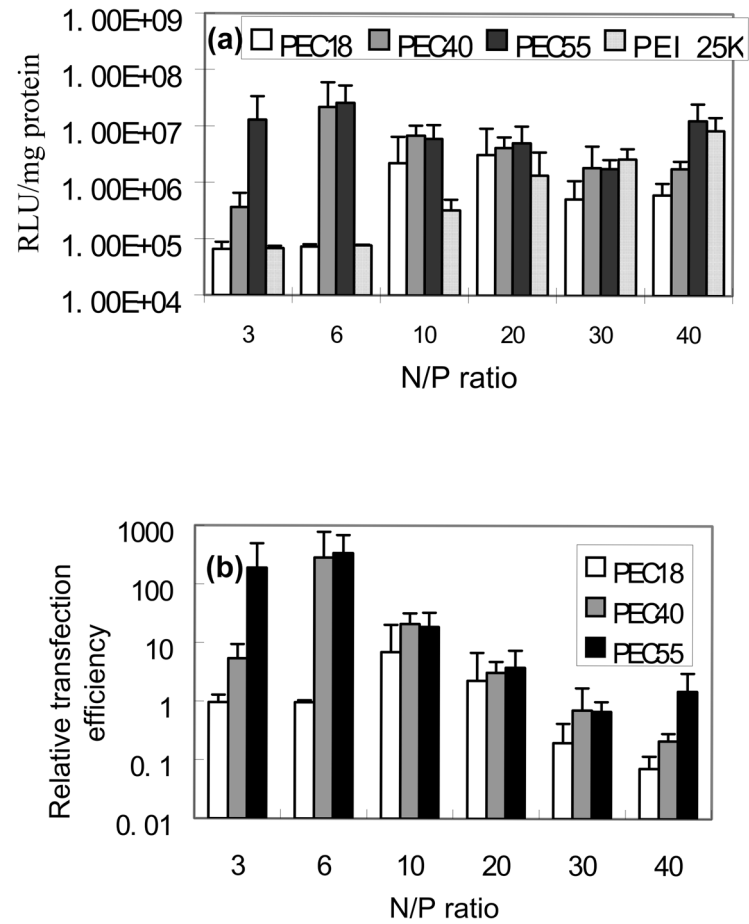 1. 00E+09
(a) PEC18 PEC40 PEC55 PEI 25K
1. 00E+08
1. 00E+07
1. 00E+06
1. 00E+05
1. 00E+04
RLU/mg protein
3 6 10 20 30 40
N/P ratio
1000
100
10
1
0. 1
0. 01
Relative transfection
efficiency
(b)
PEC18
PEC40
PEC55
3 6 10 20 30 40
N/P ratio